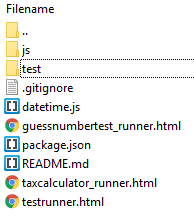 Filename
..
js
test
.gitignore
datetime.js
guessnumbertest_runner.html
package.json
README.md
taxcalculator_runner.html
testrunner.html